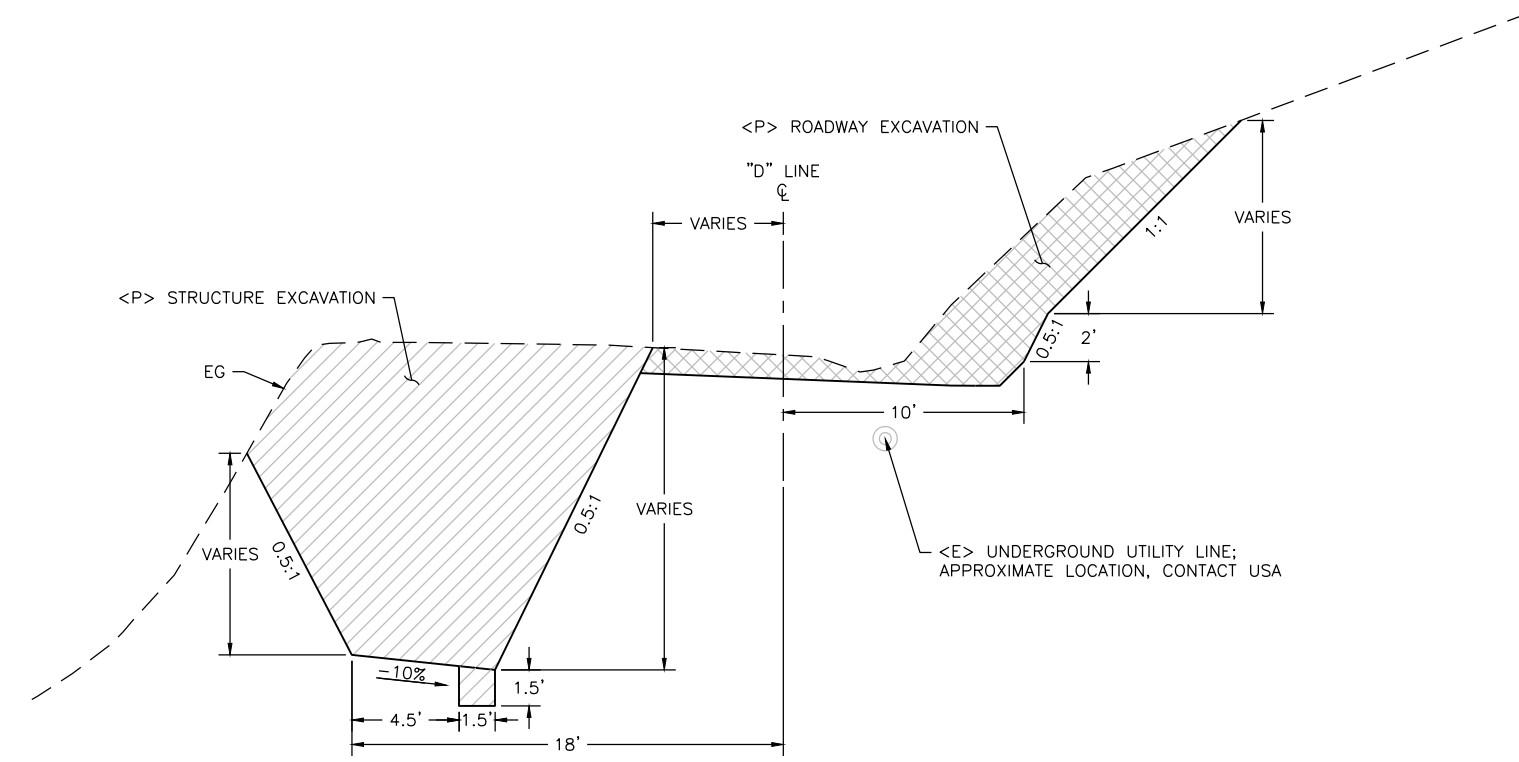 <P> ROADWAY EXCAVATION
"D" LINE
℄
VARIES
VARIES
1:1
<P> STRUCTURE EXCAVATION
2'
0.5:1
EG
10'
VARIES
0.5:1
VARIES
0.5:1
<E> UNDERGROUND UTILITY LINE;
APPROXIMATE LOCATION, CONTACT USA
-10%
1.5'
4.5'
1.5'
18'